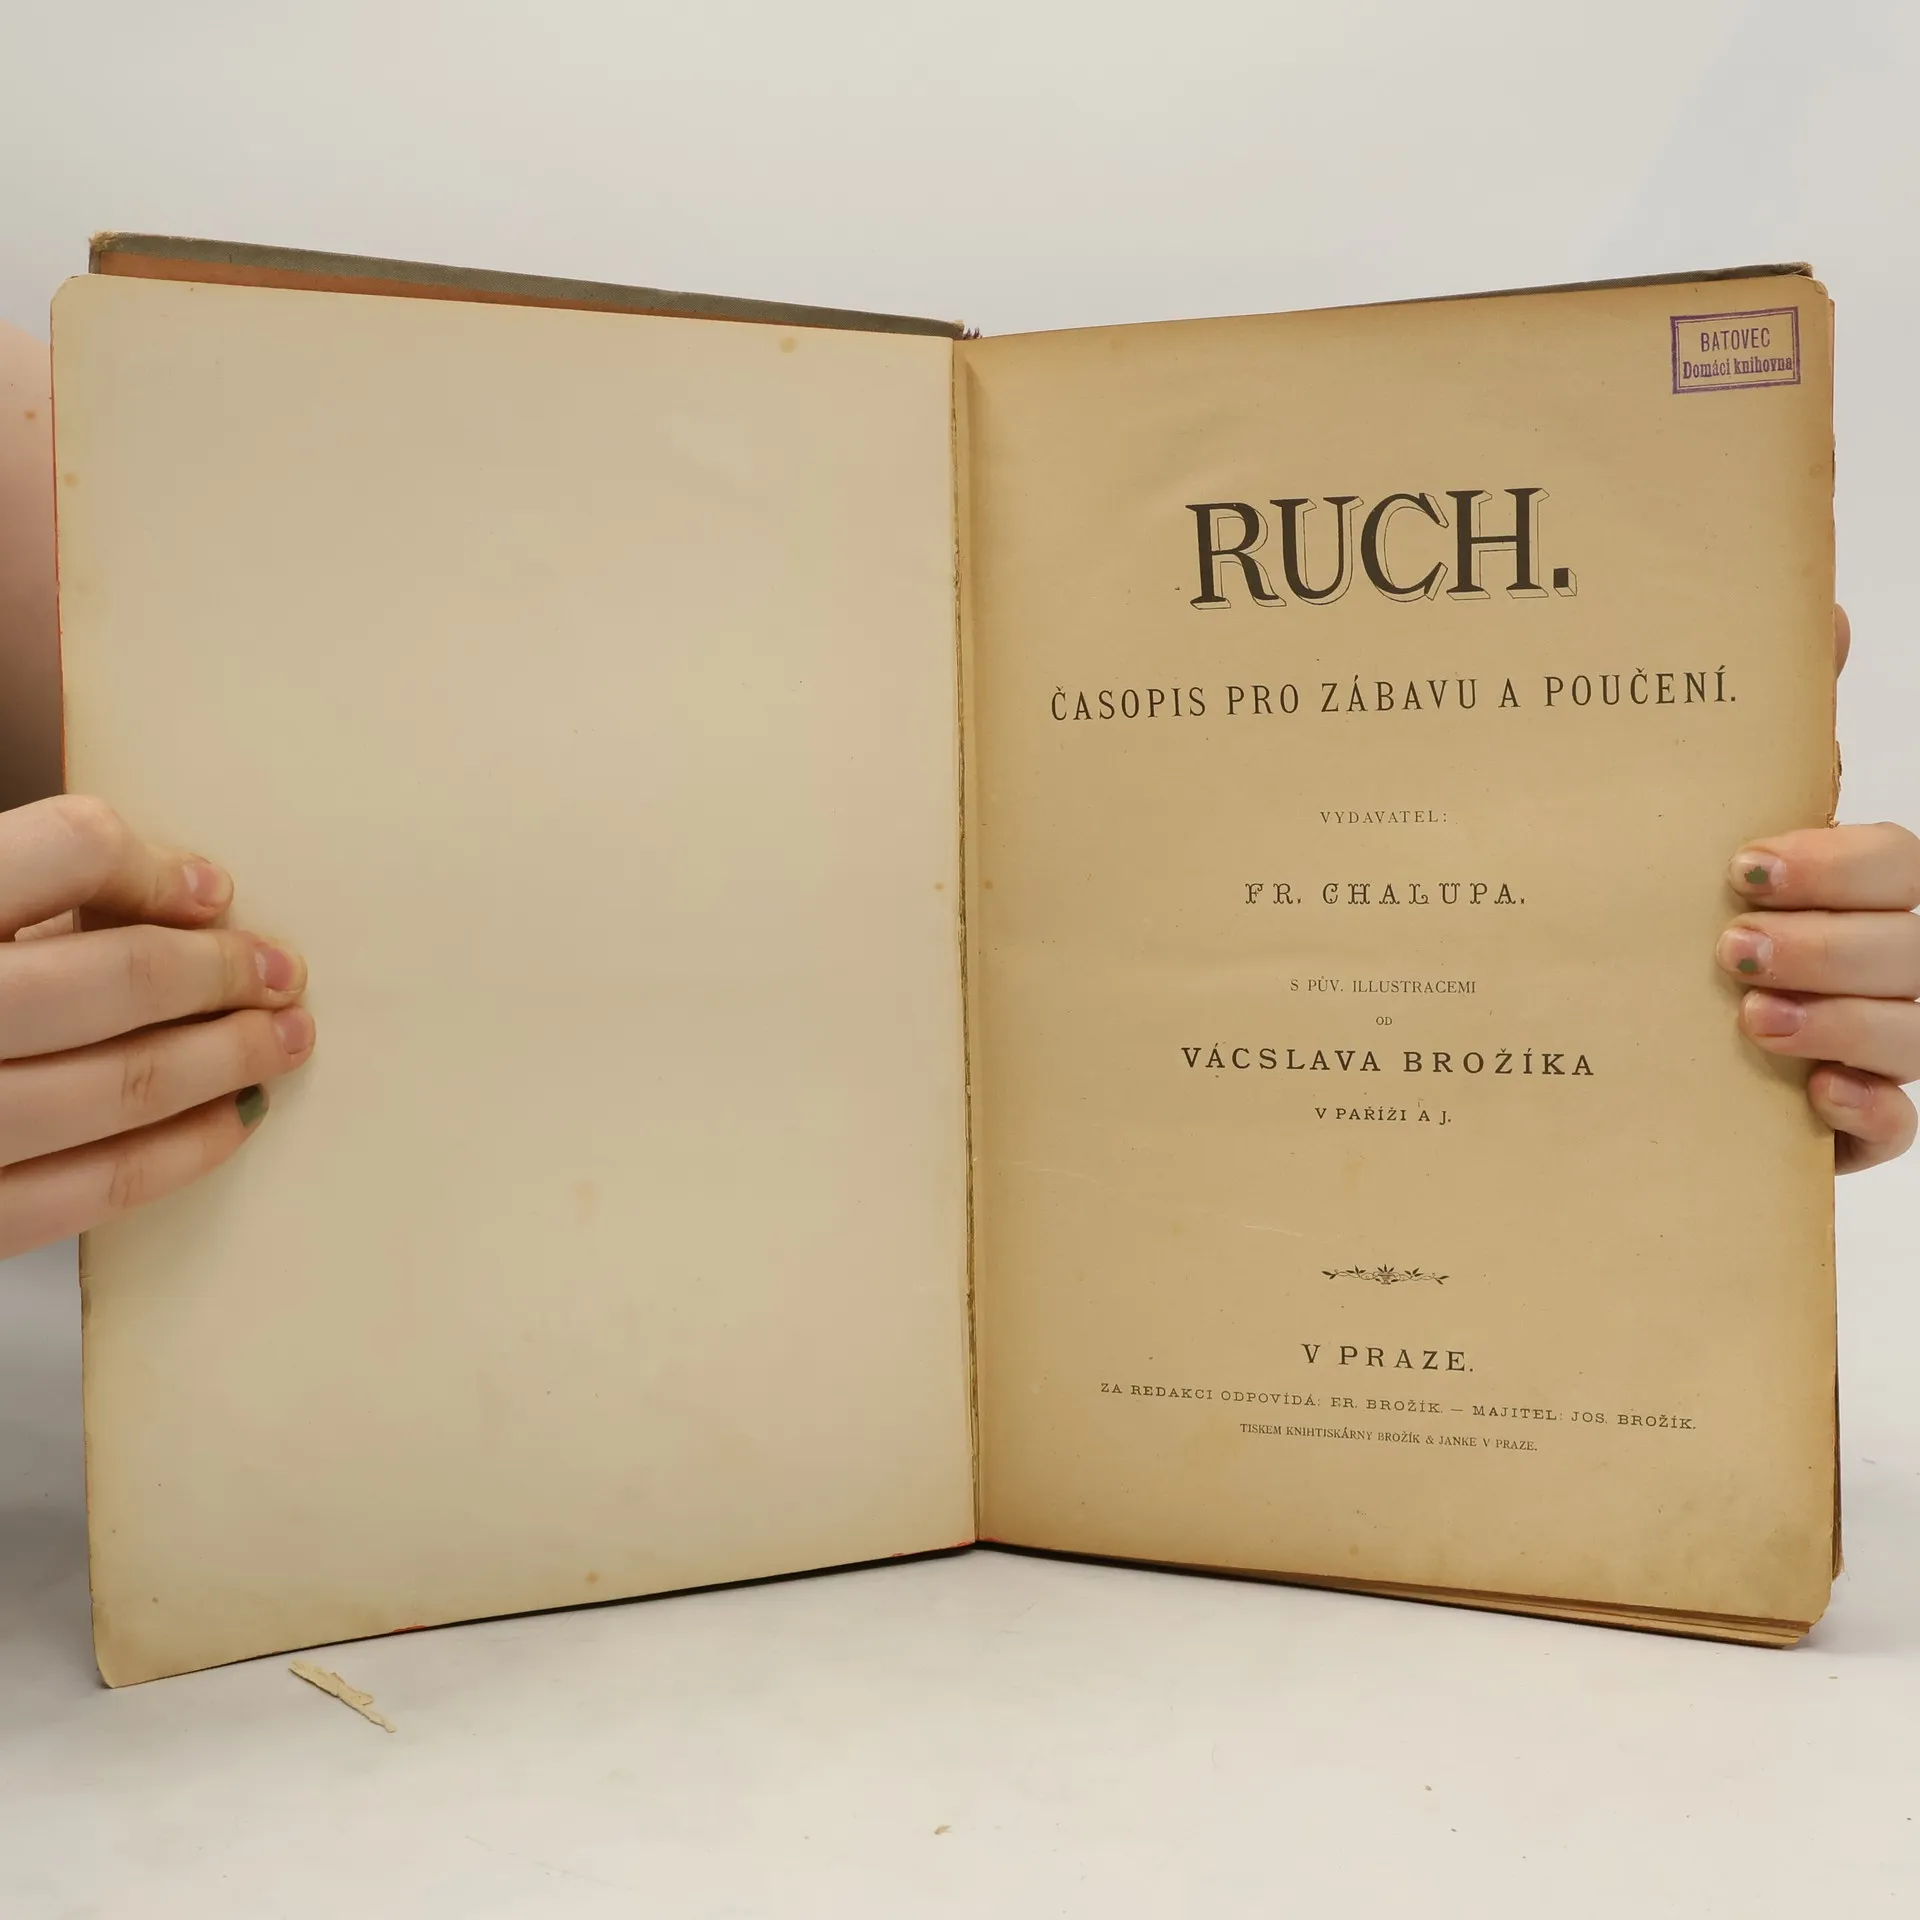 BATOVEC
Domácí knihovna
RUCH.
ČASOPIS PRO ZÁBAVU A POUČENÍ.
VYDAVATEL:
FR. CHALUPA.
S PŮV. ILLUSTRACEMI
OD
VÁCSLAVA BROŽÍKA
V PAŘÍŽI A J.
V PRAZE.
ZA REDAKCI ODPOVÍDÁ: FR. BROŽÍK. — MAJITEL: JOS. BROŽÍK.
TISKEM KNIHTISKÁRNY BROŽÍK & JANKE V PRAZE.